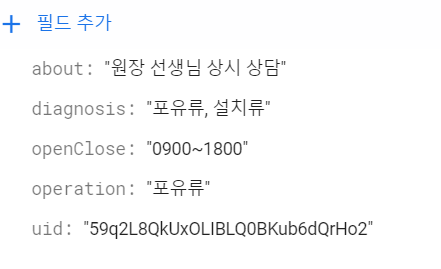 + 필드 추가
about: "원장 선생님 상시 상담"
diagnosis: "포유류, 설치류"
openClose: "0900~1800"
operation: "포유류"
uid: "59q2L8QkUxOLIBLQ0BKub6dQrHo2"